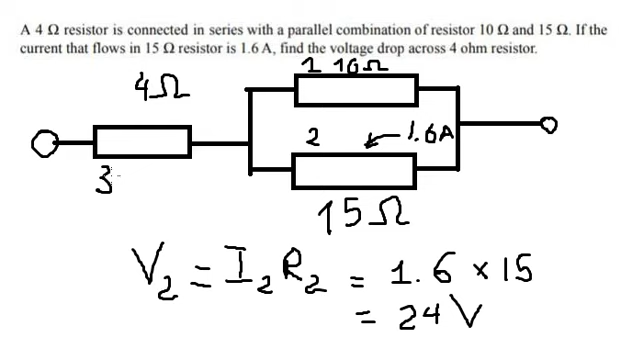 A 4 Ω resistor is connected in series with a parallel combination of resistor 10 Ω and 15 Ω. If the
current that flows in 15 Ω resistor is 1.6 A, find the voltage drop across 4 ohm resistor.
1 10Ω
4Ω
2 1.6A
3
15Ω
V₂ = I₂R₂ = 1.6 × 15
= 24V